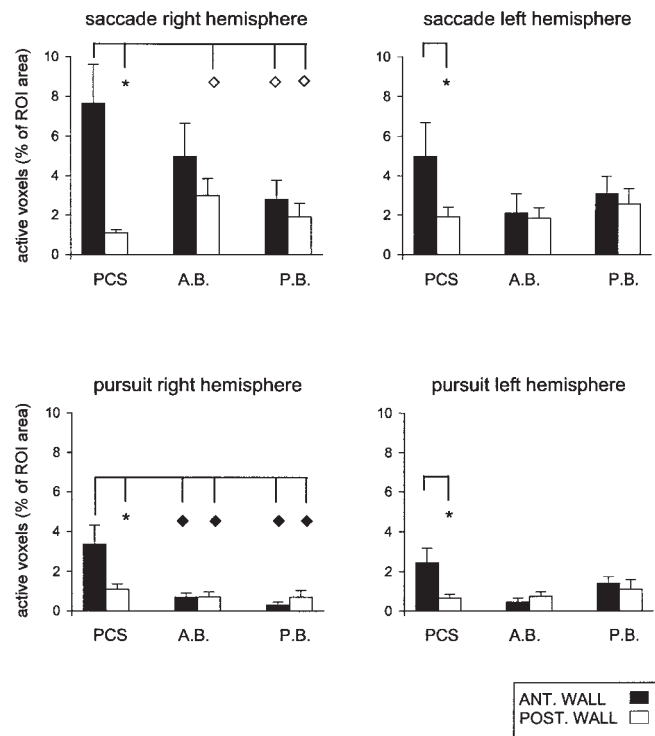 saccade right hemisphere
active voxels (% of ROI area)
10
8
6
4
2
0
*
PCS
A.B.
P.B.
saccade left hemisphere
10
8
6
4
2
0
*
PCS
A.B.
P.B.
pursuit right hemisphere
active voxels (% of ROI area)
10
8
6
4
2
0
*
PCS
A.B.
P.B.
pursuit left hemisphere
10
8
6
4
2
0
*
PCS
A.B.
P.B.
ANT. WALL
POST. WALL